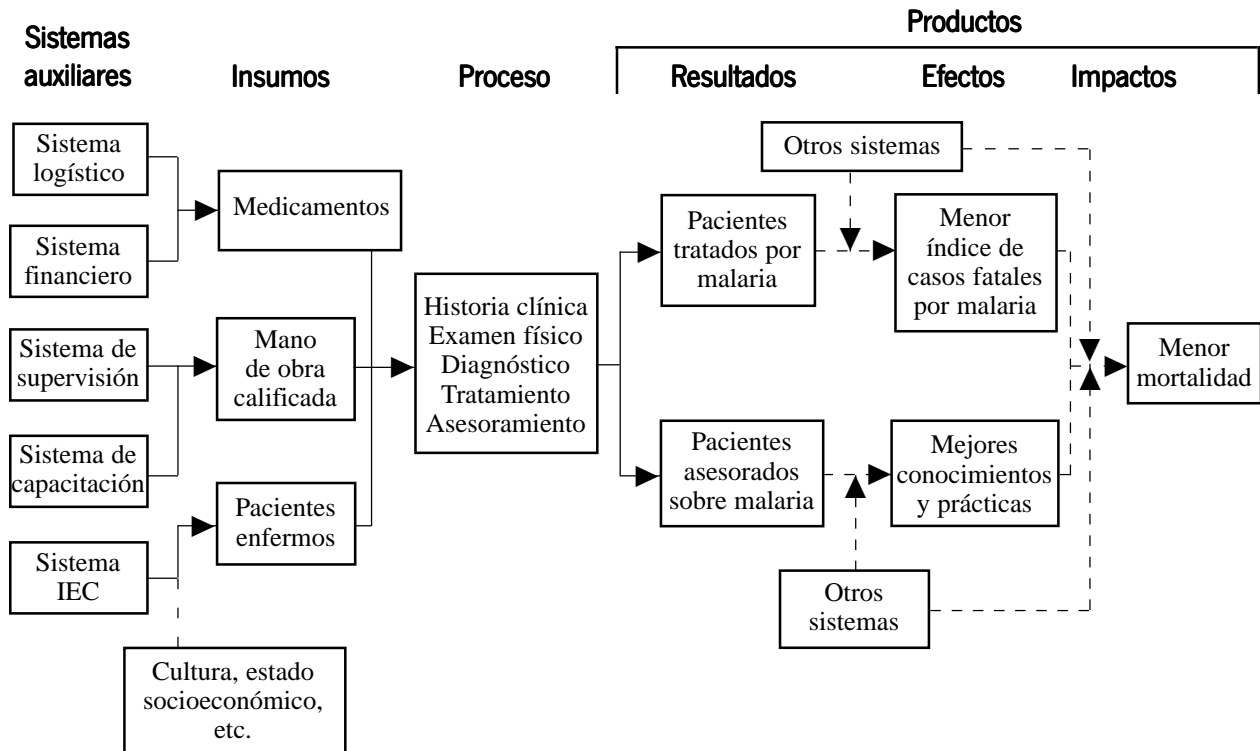 Productos
Sistemas
auxiliares
Insumos
Proceso
Resultados
Efectos
Impactos
Sistema
logístico
Sistema
financiero
Sistema de
supervisión
Sistema de
capacitación
Sistema
IEC
Cultura, estado
socioeconómico,
etc.
Medicamentos
Mano
de obra
calificada
Pacientes
enfermos
Historia clínica
Examen físico
Diagnóstico
Tratamiento
Asesoramiento
Otros sistemas
Pacientes
tratados por
malaria
Pacientes
asesorados
sobre malaria
Otros
sistemas
Menor
índice de
casos fatales
por malaria
Mejores
conocimientos
y prácticas
Menor
mortalidad